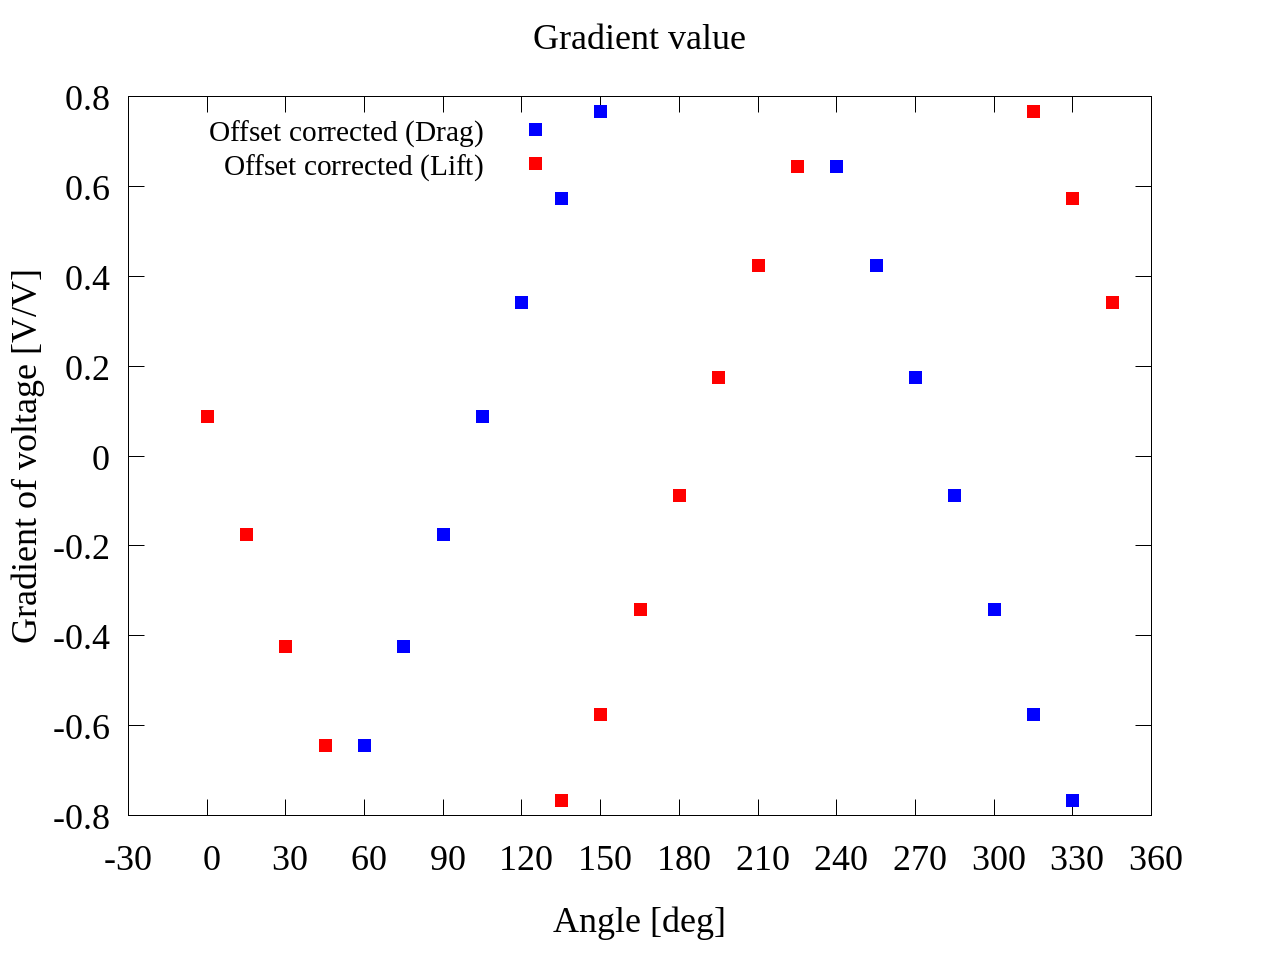 Gradient value
Offset corrected (Drag)
Offset corrected (Lift)
Gradient of voltage [V/V]
0.8
0.6
0.4
0.2
0
-0.2
-0.4
-0.6
-0.8
-30 0 30 60 90 120 150 180 210 240 270 300 330 360
Angle [deg]